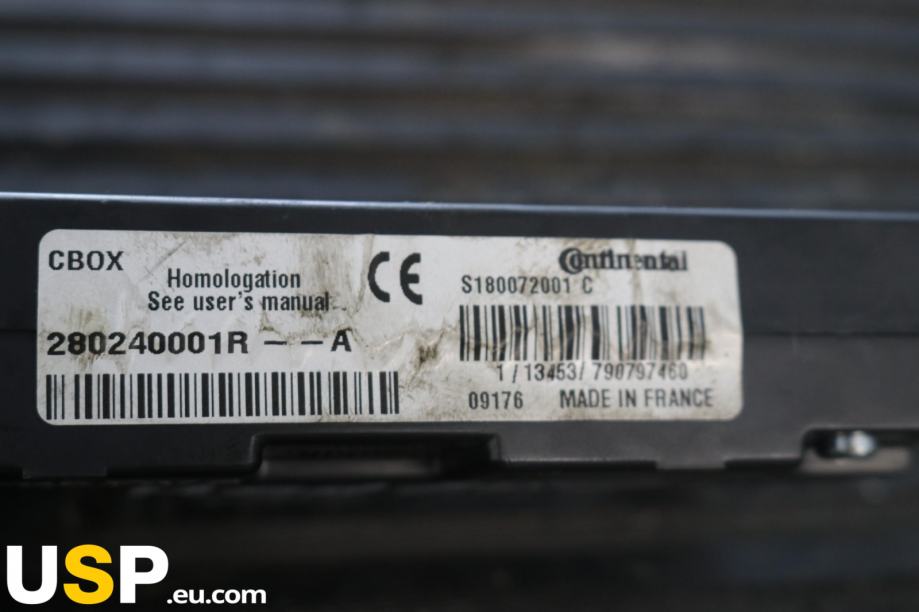 CBOX
Homologation
See user's manual
280240001R – – A
CE
Continental
S180072001 C
1 / 13453/ 790797460
09176 MADE IN FRANCE
USP.eu.com